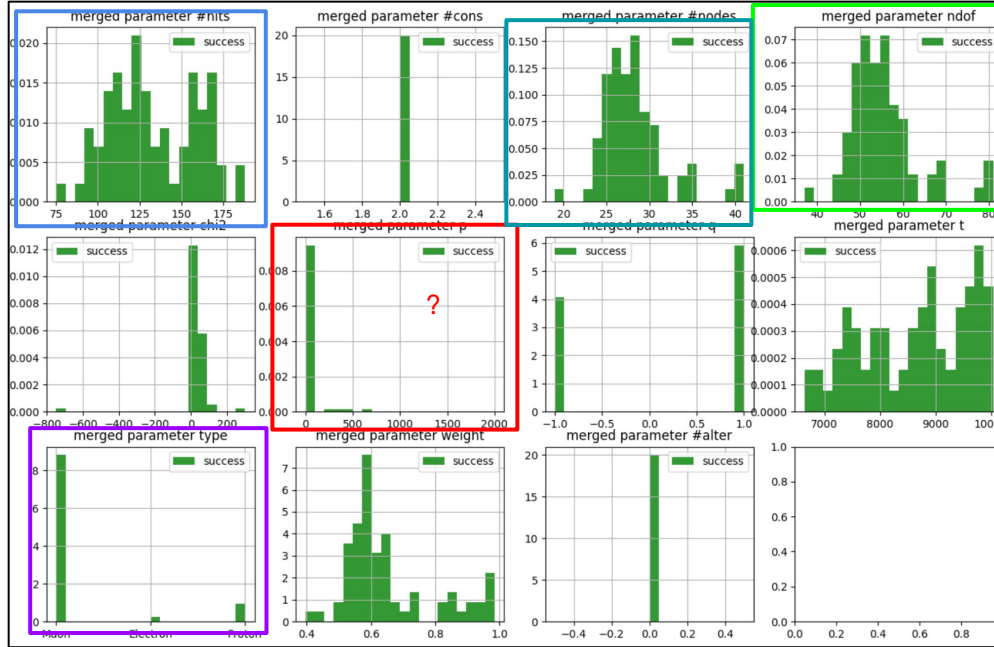 merged parameter #hits
success
0.020
0.015
0.010
0.005
0.000
75 100 125 150 175
merged parameter #cons
success
20
15
10
5
0
1.6 1.8 2.0 2.2 2.4
merged parameter #nodes
success
0.150
0.125
0.100
0.075
0.050
0.025
0.000
20 25 30 35 40
merged parameter ndof
success
0.07
0.06
0.05
0.04
0.03
0.02
0.01
0.00
40 50 60 70 80
merged parameter chi2
success
0.012
0.010
0.008
0.006
0.004
0.002
0.000
-800 -600 -400 -200 0 200
merged parameter p
success
?
0.008
0.006
0.004
0.002
0.000
0 500 1000 1500 2000
merged parameter q
success
6
5
4
3
2
1
0
-1.0 -0.5 0.0 0.5 1.0
merged parameter t
success
0.0006
0.0005
0.0004
0.0003
0.0002
0.0001
0.0000
7000 8000 9000
merged parameter type
success
8
6
4
2
0
Muon Electron Proton
merged parameter weight
success
7
6
5
4
3
2
1
0
0.4 0.6 0.8 1.0
merged parameter #alter
success
20
15
10
5
0
-0.4 -0.2 0.0 0.2 0.4
1.0
0.8
0.6
0.4
0.2
0.0
0.0 0.2 0.4 0.6 0.8